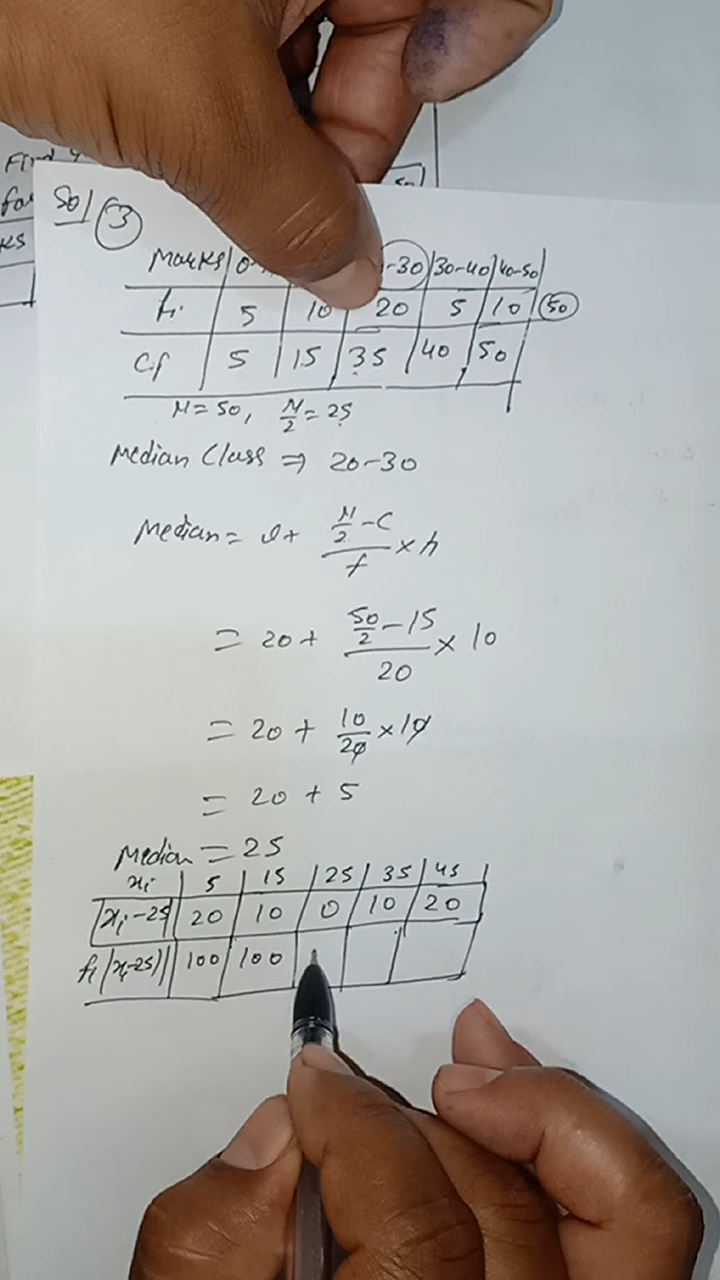 Find
for
ks
Sol 3
Marks 0- -30 30-40 40-50
fi 5 10 20 5 10 50
Cf 5 15 35 40 50
N = 50, N/2 = 25
Median Class ⇒ 20-30
Median = l + (N/2 - C)/f × h
= 20 + (50/2 - 15)/20 × 10
= 20 + 10/20 × 10
= 20 + 5
Median = 25
xi 5 15 25 35 45
|xi-25| 20 10 0 10 20
fi|xi-25| 100 100